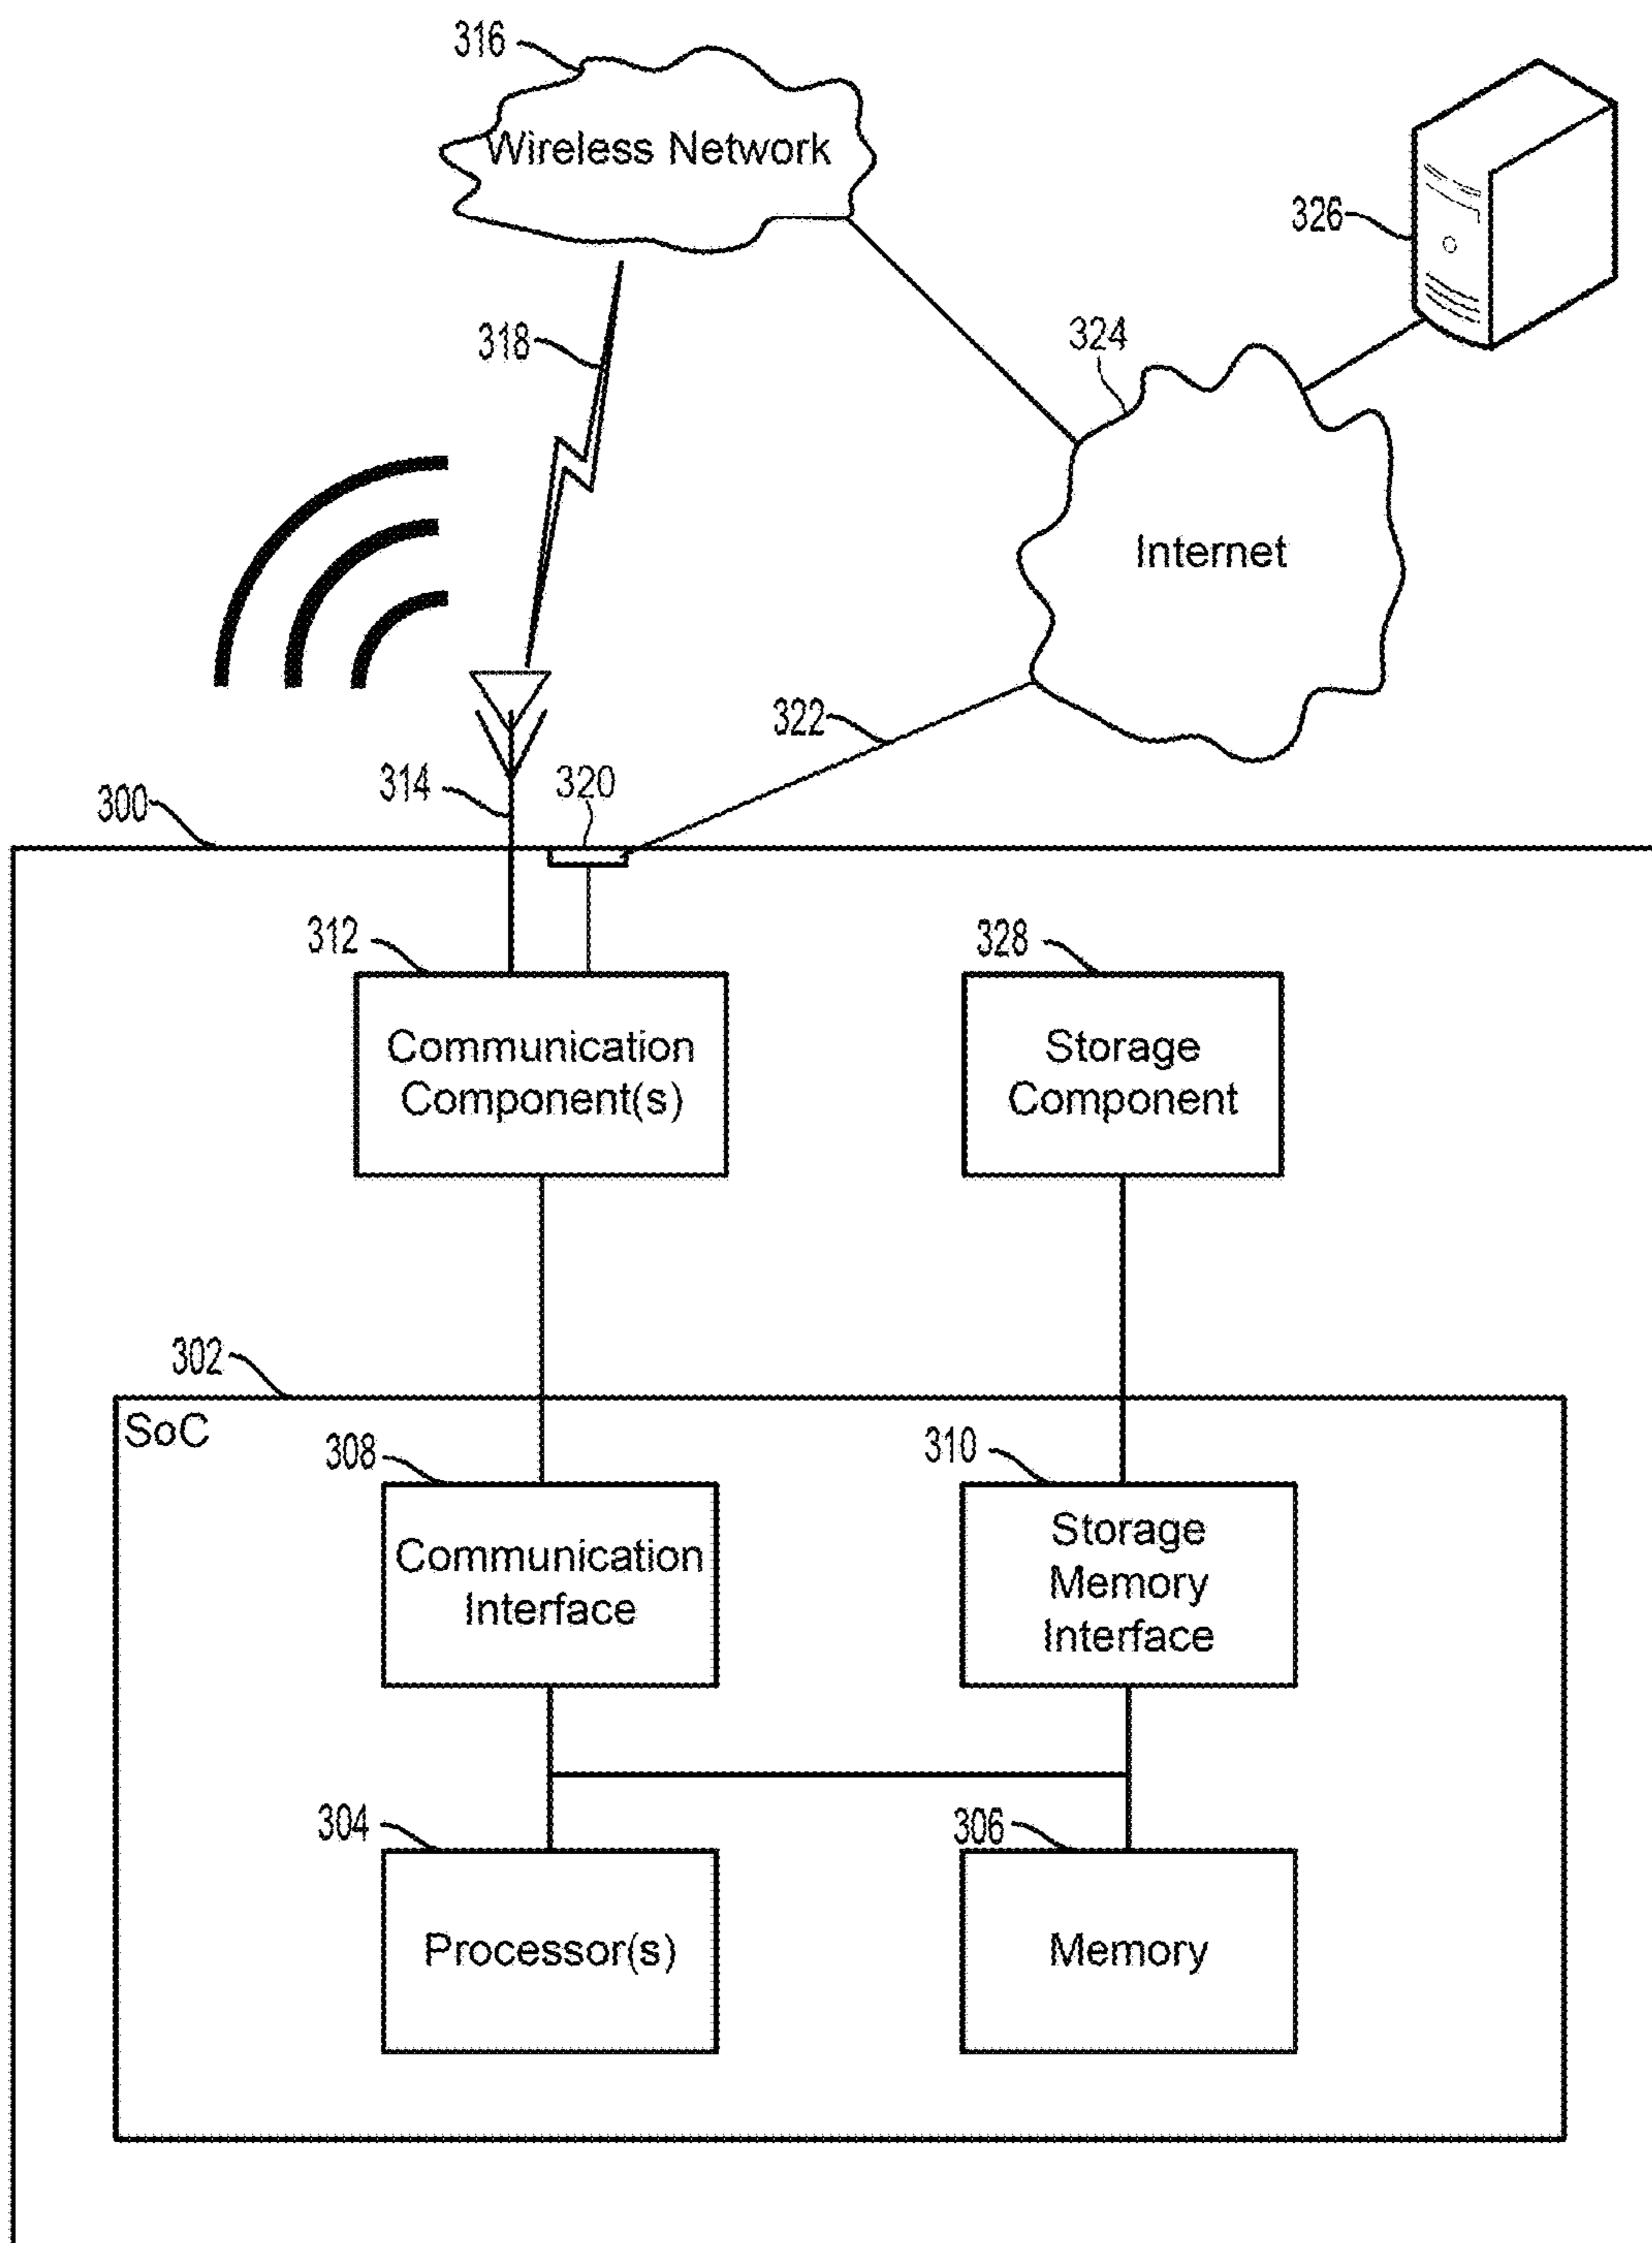 316
Wireless Network
326
318
324
Internet
322
314
320
300
312
328
Communication
Component(s)
Storage
Component
302
SoC
308
310
Communication
Interface
Storage
Memory
Interface
304
306
Processor(s)
Memory